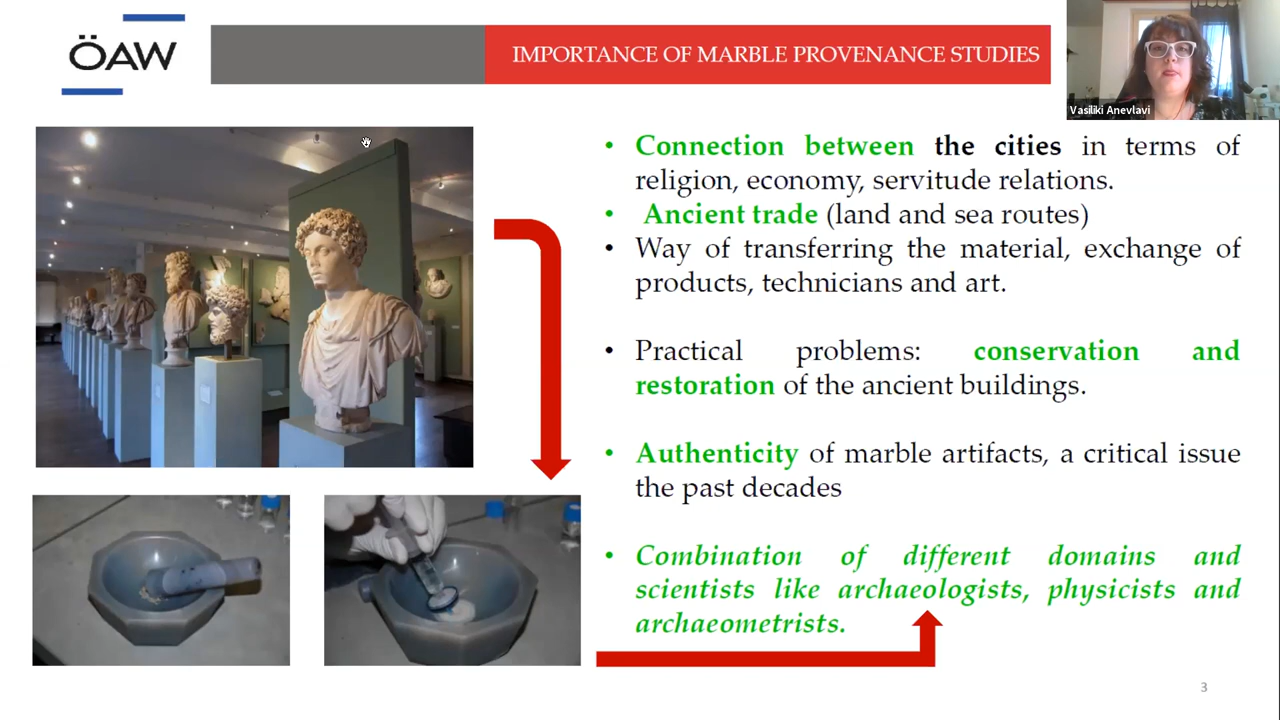 ÖAW
IMPORTANCE OF MARBLE PROVENANCE STUDIES
Vasiliki Anevlavi
• Connection between the cities in terms of
religion, economy, servitude relations.
• Ancient trade (land and sea routes)
• Way of transferring the material, exchange of
products, technicians and art.
• Practical problems: conservation and
restoration of the ancient buildings.
• Authenticity of marble artifacts, a critical issue
the past decades
• Combination of different domains and
scientists like archaeologists, physicists and
archaeometrists.
3